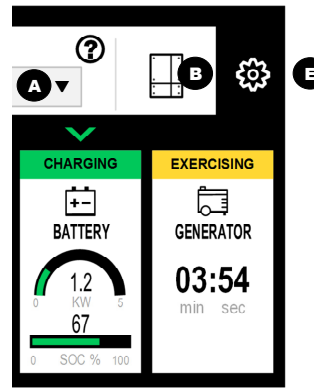 ?
A ▼ B E
CHARGING EXERCISING
+ -
BATTERY GENERATOR
1.2 03:54
0 KW 5 min sec
67
0 SOC % 100